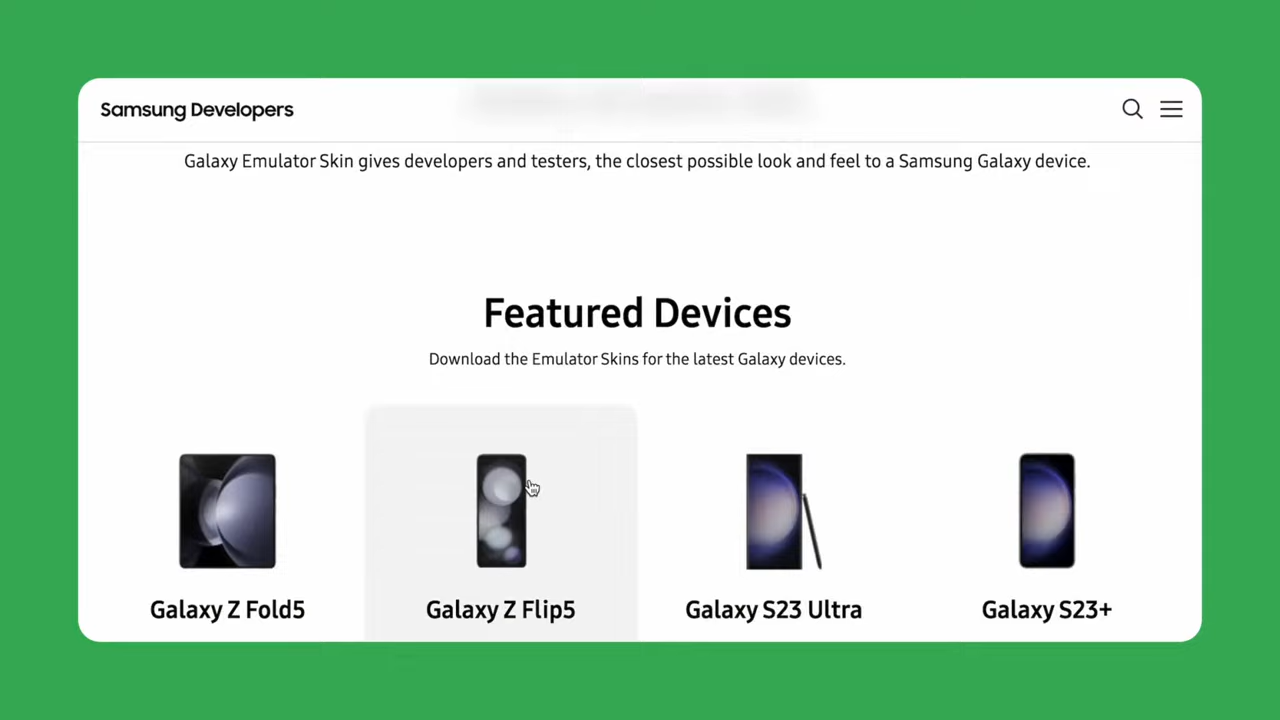 Samsung Developers
Galaxy Emulator Skin gives developers and testers, the closest possible look and feel to a Samsung Galaxy device.
Featured Devices
Download the Emulator Skins for the latest Galaxy devices.
Galaxy Z Fold5
Galaxy Z Flip5
Galaxy S23 Ultra
Galaxy S23+